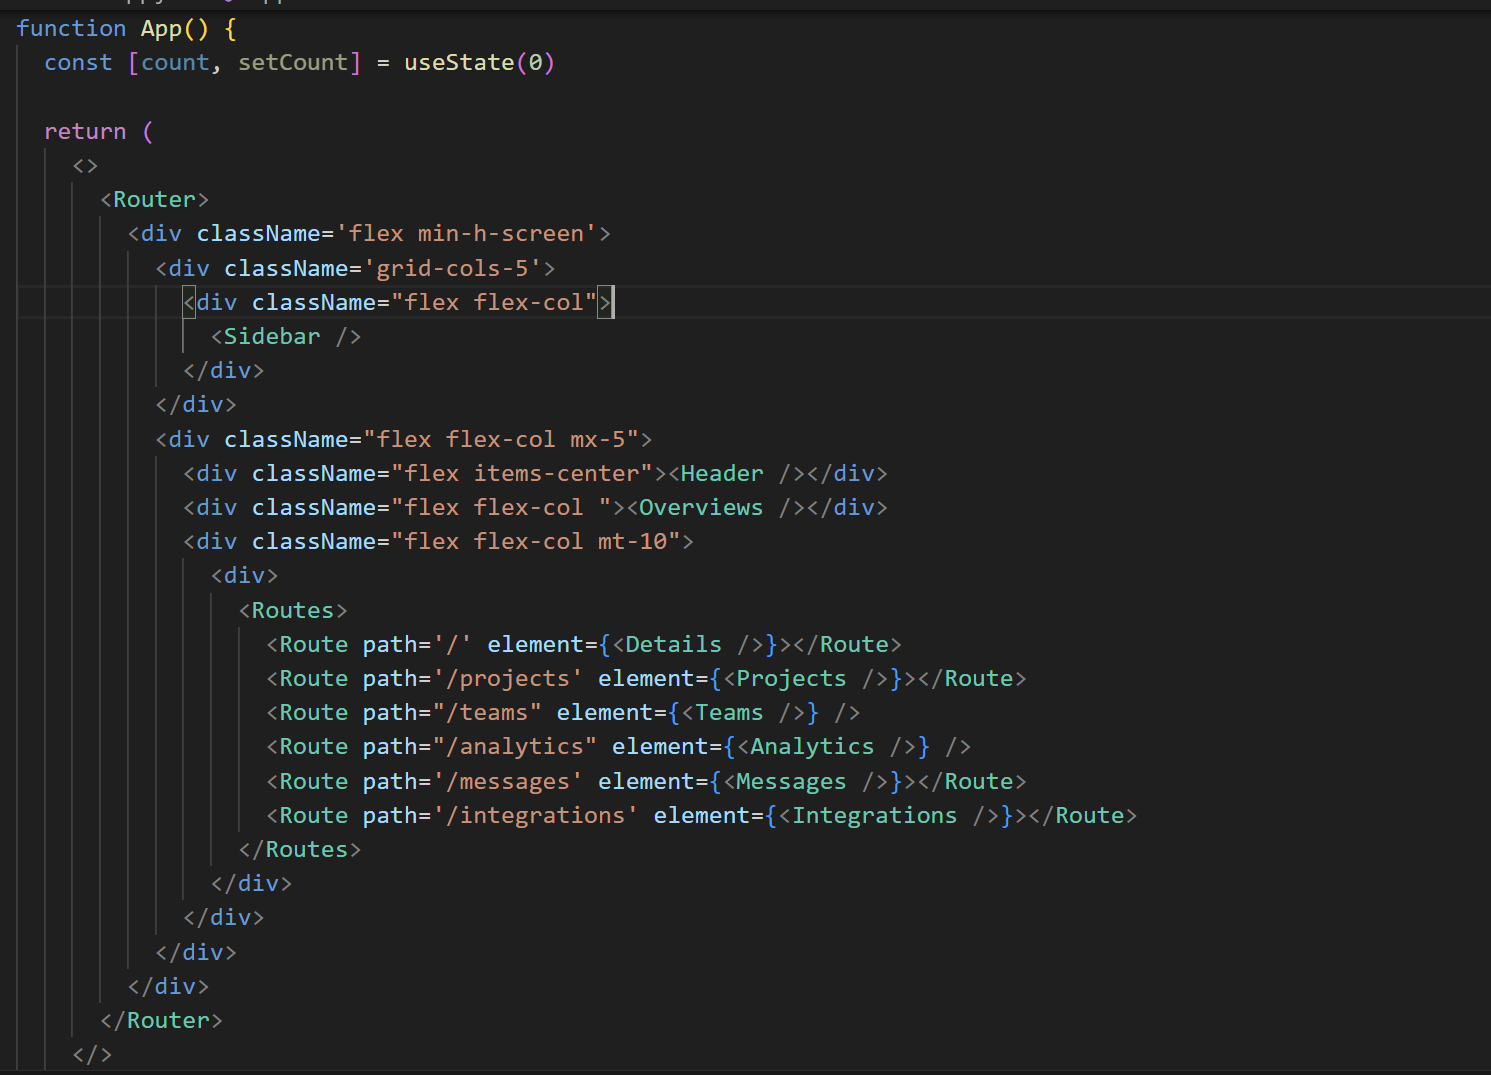 function App() {
  const [count, setCount] = useState(0)

  return (
    <>
      <Router>
        <div className='flex min-h-screen'>
          <div className='grid-cols-5'>
            <div className="flex flex-col">
              <Sidebar />
            </div>
          </div>
          <div className="flex flex-col mx-5">
            <div className="flex items-center"><Header /></div>
            <div className="flex flex-col "><Overviews /></div>
            <div className="flex flex-col mt-10">
              <div>
                <Routes>
                  <Route path='/' element={<Details />}></Route>
                  <Route path='/projects' element={<Projects />}></Route>
                  <Route path="/teams" element={<Teams />} />
                  <Route path="/analytics" element={<Analytics />} />
                  <Route path='/messages' element={<Messages />}></Route>
                  <Route path='/integrations' element={<Integrations />}></Route>
                </Routes>
              </div>
            </div>
          </div>
        </div>
      </Router>
    </>